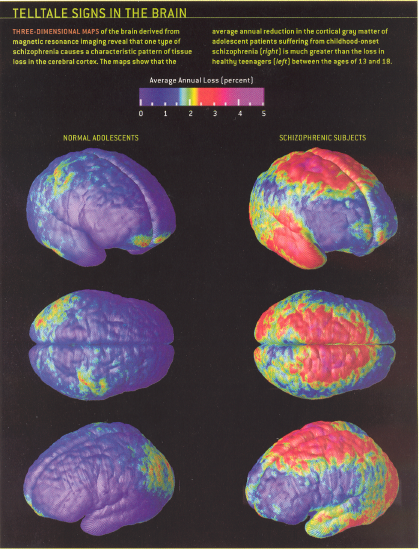 TELLTALE SIGNS IN THE BRAIN
THREE-DIMENSIONAL MAPS of the brain derived from
magnetic resonance imaging reveal that one type of
schizophrenia causes a characteristic pattern of tissue
loss in the cerebral cortex. The maps show that the
average annual reduction in the cortical gray matter of
adolescent patients suffering from childhood-onset
schizophrenia (right) is much greater than the loss in
healthy teenagers (left) between the ages of 13 and 18.
Average Annual Loss (percent)
0 1 2 3 4 5
NORMAL ADOLESCENTS
SCHIZOPHRENIC SUBJECTS